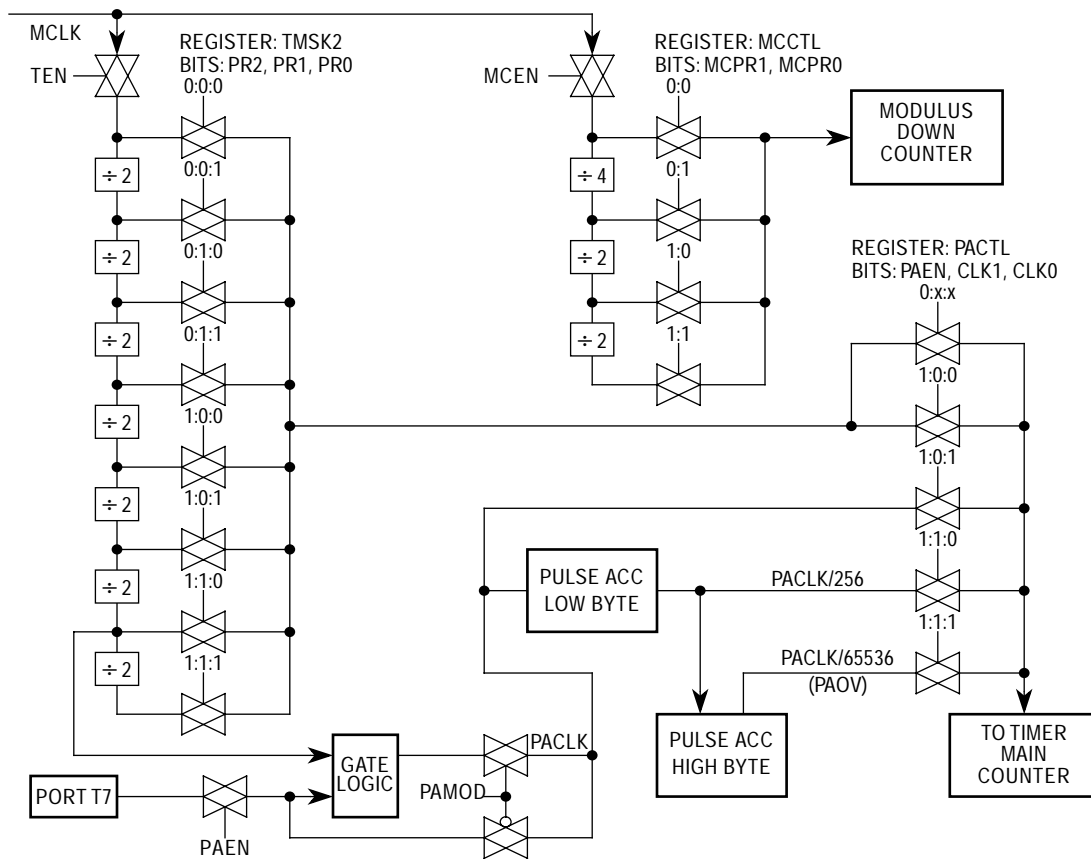 MCLK
TEN
REGISTER: TMSK2
BITS: PR2, PR1, PR0
0:0:0
÷ 2
0:0:1
÷ 2
0:1:0
÷ 2
0:1:1
÷ 2
1:0:0
÷ 2
1:0:1
÷ 2
1:1:0
÷ 2
1:1:1
MCEN
REGISTER: MCCTL
BITS: MCPR1, MCPR0
0:0
÷ 4
0:1
÷ 2
1:0
÷ 2
1:1
MODULUS
DOWN
COUNTER
REGISTER: PACTL
BITS: PAEN, CLK1, CLK0
0:x:x
1:0:0
1:0:1
1:1:0
1:1:1
PULSE ACC
LOW BYTE
PACLK/256
PACLK/65536
(PAOV)
PULSE ACC
HIGH BYTE
TO TIMER
MAIN
COUNTER
PORT T7
PAEN
GATE
LOGIC
PACLK
PAMOD